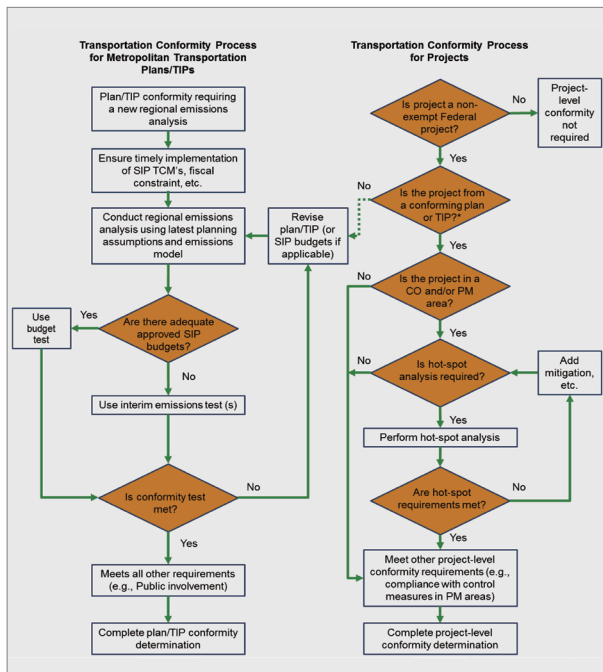 Transportation Conformity Process
for Metropolitan Transportation
Plans/TIPs
Plan/TIP conformity requiring
a new regional emissions
analysis
Ensure timely implementation
of SIP TCM's, fiscal
constraint, etc.
Conduct regional emissions
analysis using latest planning
assumptions and emissions
model
Revise
plan/TIP (or
SIP budgets if
applicable)
Are there adequate
approved SIP
budgets?
Yes
Use
budget
test
No
Use interim emissions test (s)
Is conformity test
met?
No
Yes
Meets all other requirements
(e.g., Public involvement)
Complete plan/TIP conformity
determination
Transportation Conformity Process
for Projects
Is project a non-
exempt Federal
project?
No
Project-
level
conformity
not
required
Yes
Is the project from
a conforming plan
or TIP?*
No
Yes
Is the project in a
CO and/or PM
area?
No
Yes
Is hot-spot
analysis required?
No
Add
mitigation,
etc.
Yes
Perform hot-spot analysis
Are hot-spot
requirements met?
No
Yes
Meet other project-level
conformity requirements (e.g.,
compliance with control
measures in PM areas)
Complete project-level
conformity determination